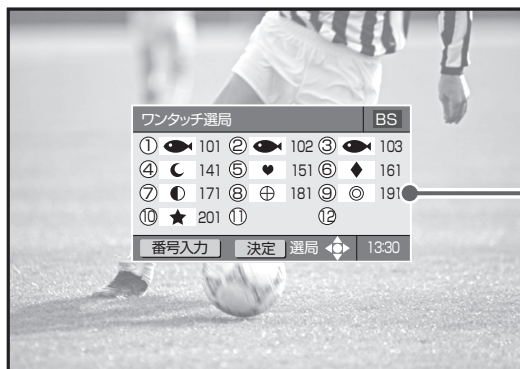 ワンタッチ選局 BS
① 101 ② 102 ③ 103
④ 141 ⑤ 151 ⑥ 161
⑦ 171 ⑧ 181 ⑨ 191
⑩ 201 ⑪ ⑫
番号入力 決定 選局 13:30